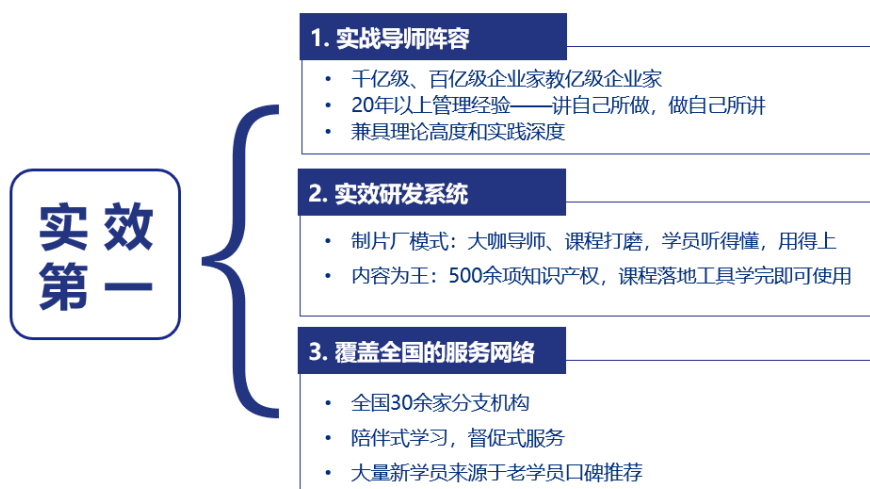 实效
第一
1. 实战导师阵容
• 千亿级、百亿级企业家教亿级企业家
• 20年以上管理经验——讲自己所做，做自己所讲
• 兼具理论高度和实践深度
2. 实效研发系统
• 制片厂模式：大咖导师、课程打磨，学员听得懂，用得上
• 内容为王：500余项知识产权，课程落地工具学完即可使用
3. 覆盖全国的服务网络
• 全国30余家分支机构
• 陪伴式学习，督促式服务
• 大量新学员来源于老学员口碑推荐